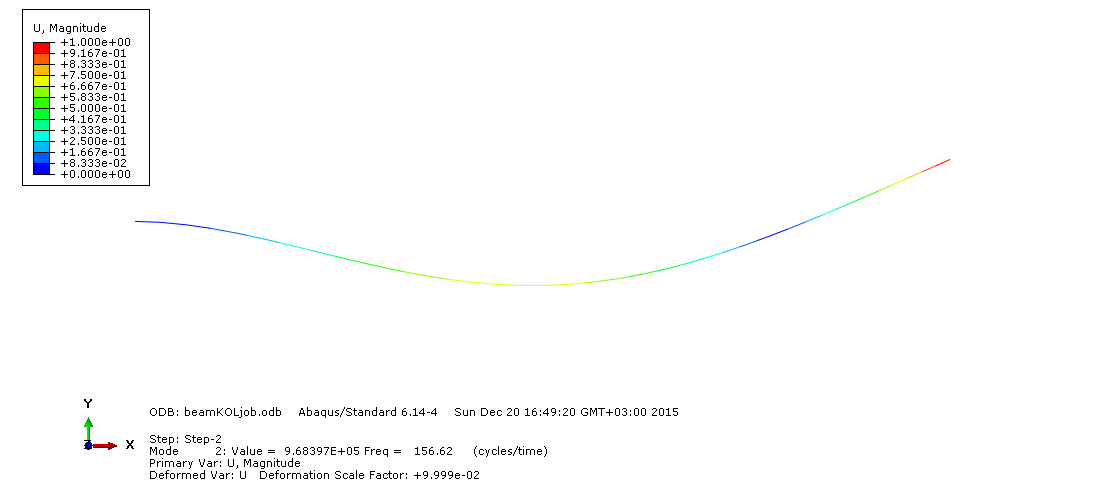 U, Magnitude
+1.000e+00
+9.167e-01
+8.333e-01
+7.500e-01
+6.667e-01
+5.833e-01
+5.000e-01
+4.167e-01
+3.333e-01
+2.500e-01
+1.667e-01
+8.333e-02
+0.000e+00
Y
X
Z
ODB: beamKOLjob.odb Abaqus/Standard 6.14-4 Sun Dec 20 16:49:20 GMT+03:00 2015
Step: Step-2
Mode 2: Value = 9.68397E+05 Freq = 156.62 (cycles/time)
Primary Var: U, Magnitude
Deformed Var: U Deformation Scale Factor: +9.999e-02